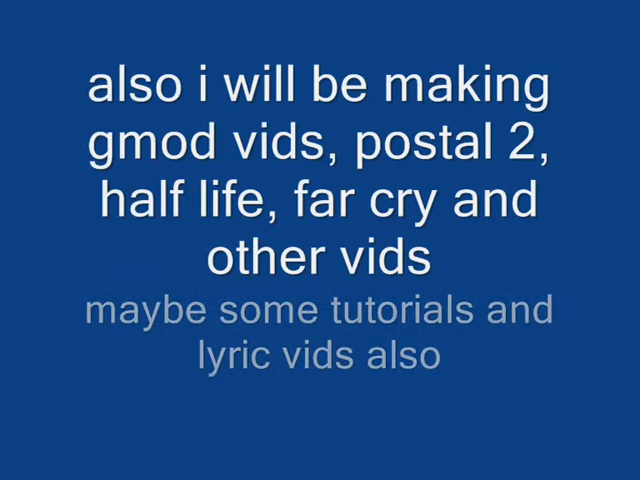 also i will be making
gmod vids, postal 2,
half life, far cry and
other vids
maybe some tutorials and
lyric vids also